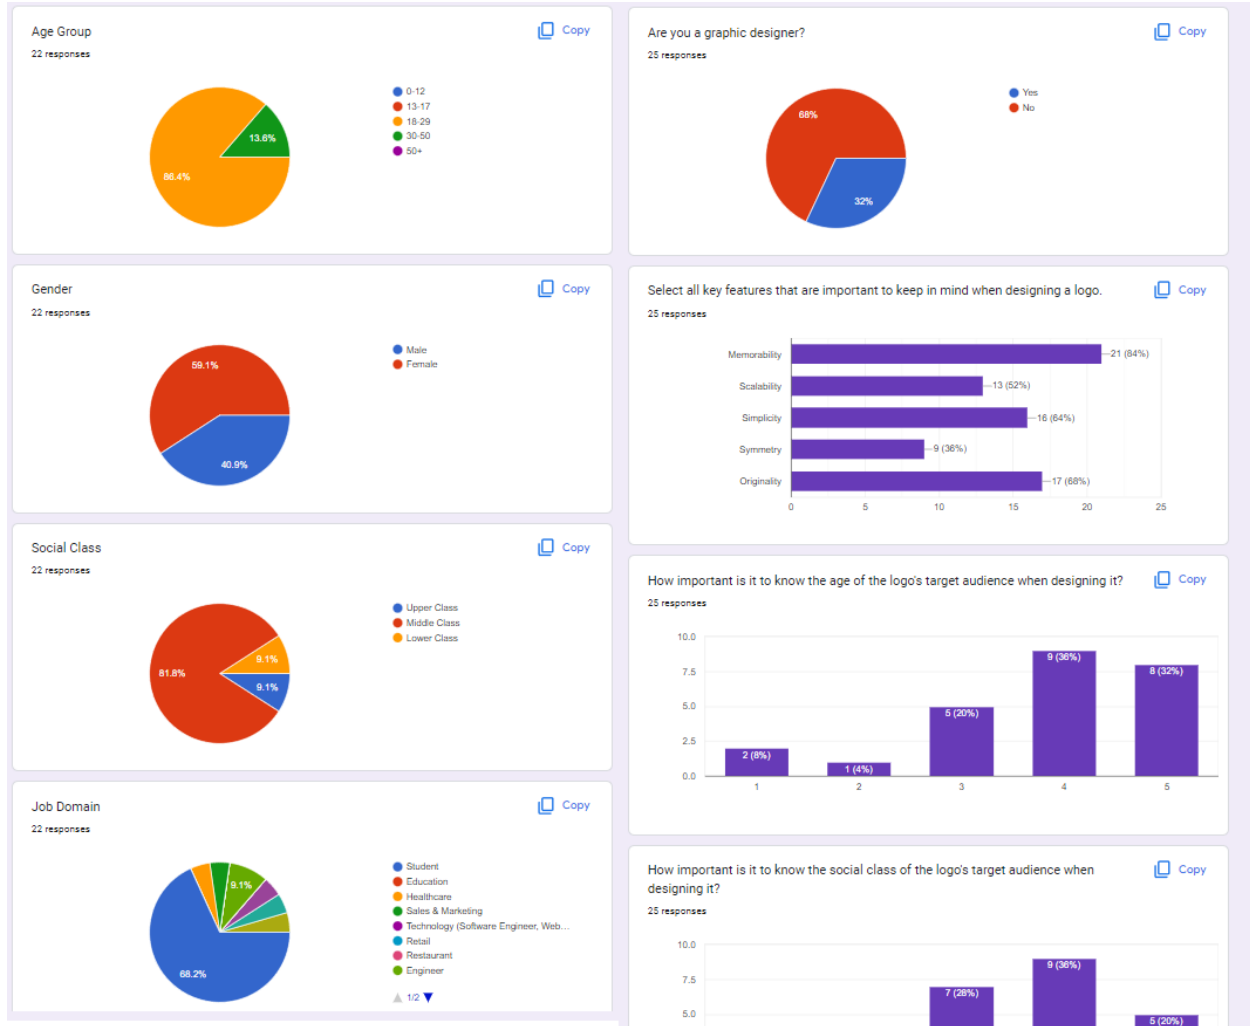 Age Group
Copy
22 responses
0-12
13-17
18-29
30-50
50+
13.6%
86.4%
Gender
Copy
22 responses
Male
Female
59.1%
40.9%
Social Class
Copy
22 responses
Upper Class
Middle Class
Lower Class
9.1%
81.8%
9.1%
Job Domain
Copy
22 responses
Student
Education
Healthcare
Sales & Marketing
Technology (Software Engineer, Web...
Retail
Restaurant
Engineer
9.1%
68.2%
1/2
Are you a graphic designer?
Copy
25 responses
Yes
No
68%
32%
Select all key features that are important to keep in mind when designing a logo.
Copy
25 responses
Memorability
21 (84%)
Scalability
13 (52%)
Simplicity
16 (64%)
Symmetry
9 (36%)
Originality
17 (68%)
0 5 10 15 20 25
How important is it to know the age of the logo's target audience when designing it?
Copy
25 responses
10.0
7.5
5.0
2.5
0.0
2 (8%)
1 (4%)
5 (20%)
9 (36%)
8 (32%)
1 2 3 4 5
How important is it to know the social class of the logo's target audience when
designing it?
Copy
25 responses
10.0
7.5
5.0
7 (28%)
9 (36%)
5 (20%)